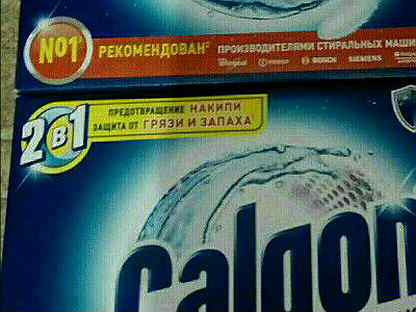 №1
РЕКОМЕНДОВАН
ПРОИЗВОДИТЕЛЯМИ СТИРАЛЬНЫХ МАШИ
Whirlpool BOSCH SIEMENS
2в1
ПРЕДОТВРАЩЕНИЕ НАКИПИ
ЗАЩИТА ОТ ГРЯЗИ И ЗАПАХА
Calgon